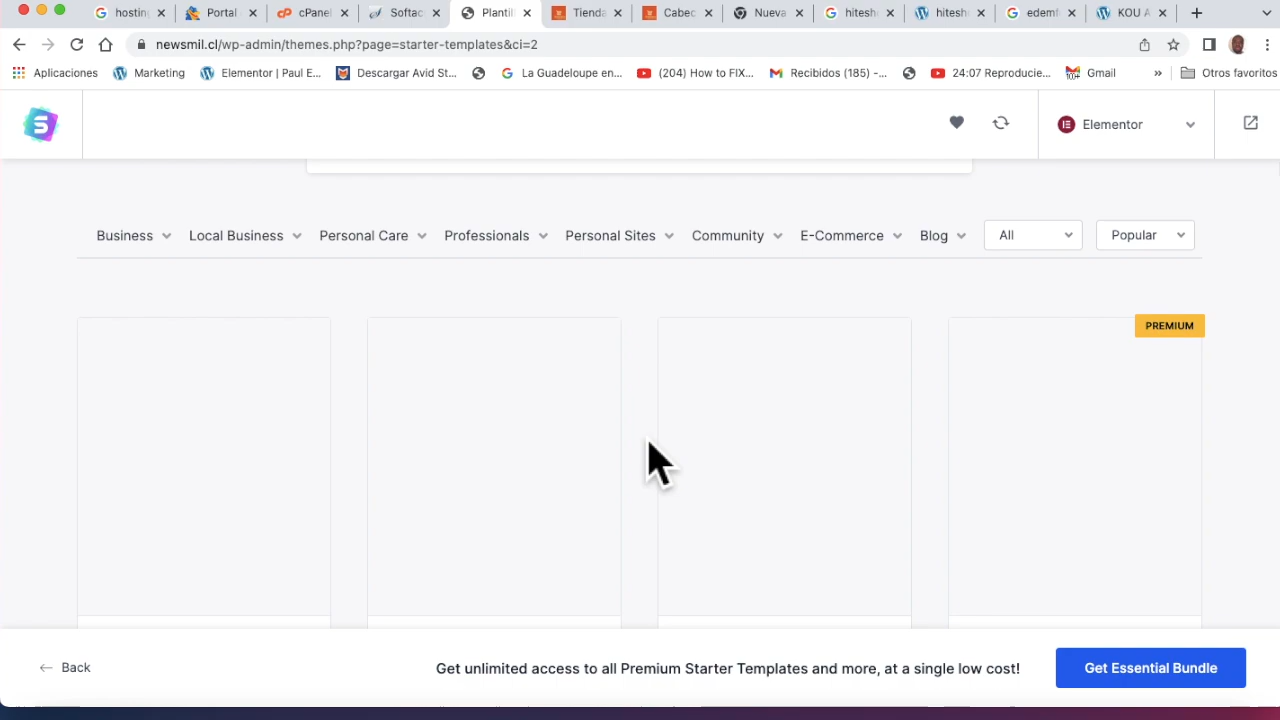 hosting Portal cPanel Softac Plantill Tienda Cabec Nueva hitesh hitesh edemf KOU A
newsmil.cl/wp-admin/themes.php?page=starter-templates&ci=2
Aplicaciones Marketing Elementor | Paul E... Descargar Avid St... La Guadeloupe en... (204) How to FIX... Recibidos (185) -... 24:07 Reproducie... Gmail » Otros favoritos
S Elementor
Business Local Business Personal Care Professionals Personal Sites Community E-Commerce Blog All Popular
PREMIUM
← Back Get unlimited access to all Premium Starter Templates and more, at a single low cost! Get Essential Bundle